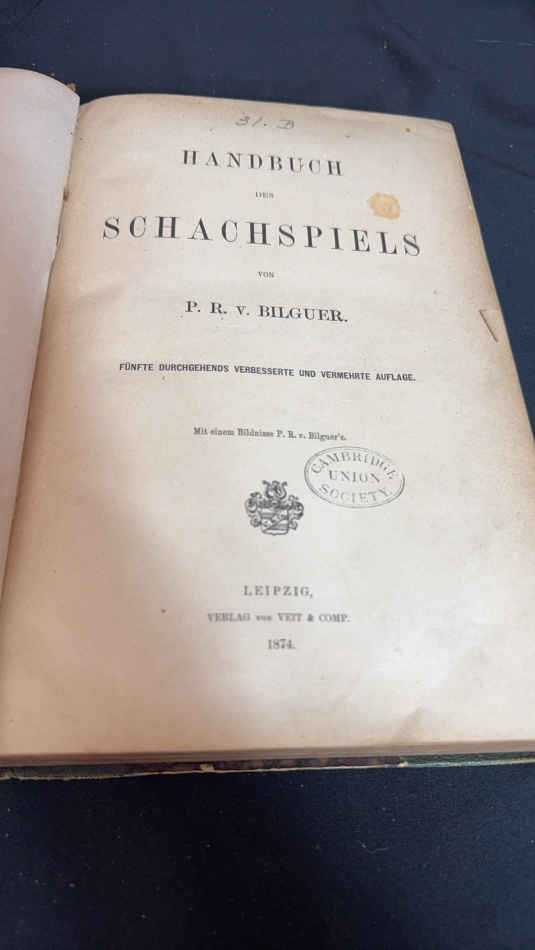 31. B
HANDBUCH
DES
SCHACHSPIELS
VON
P. R. v. BILGUER.
FÜNFTE DURCHGEHENDS VERBESSERTE UND VERMEHRTE AUFLAGE.
Mit einem Bildnisse P. R. v. Bilguer's.
CAMBRIDGE
UNION
SOCIETY.
LEIPZIG,
VERLAG von VEIT & COMP.
1874.